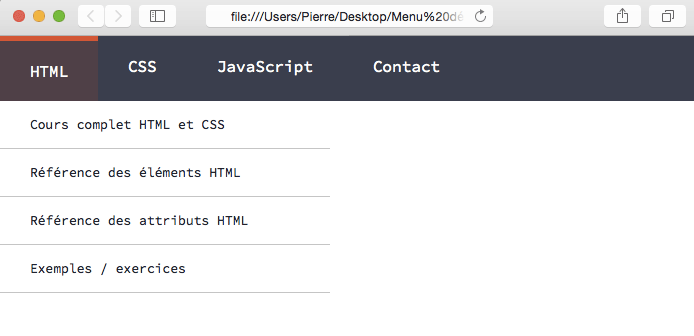 file:///Users/Pierre/Desktop/Menu%20dé
HTML CSS JavaScript Contact
Cours complet HTML et CSS
Référence des éléments HTML
Référence des attributs HTML
Exemples / exercices